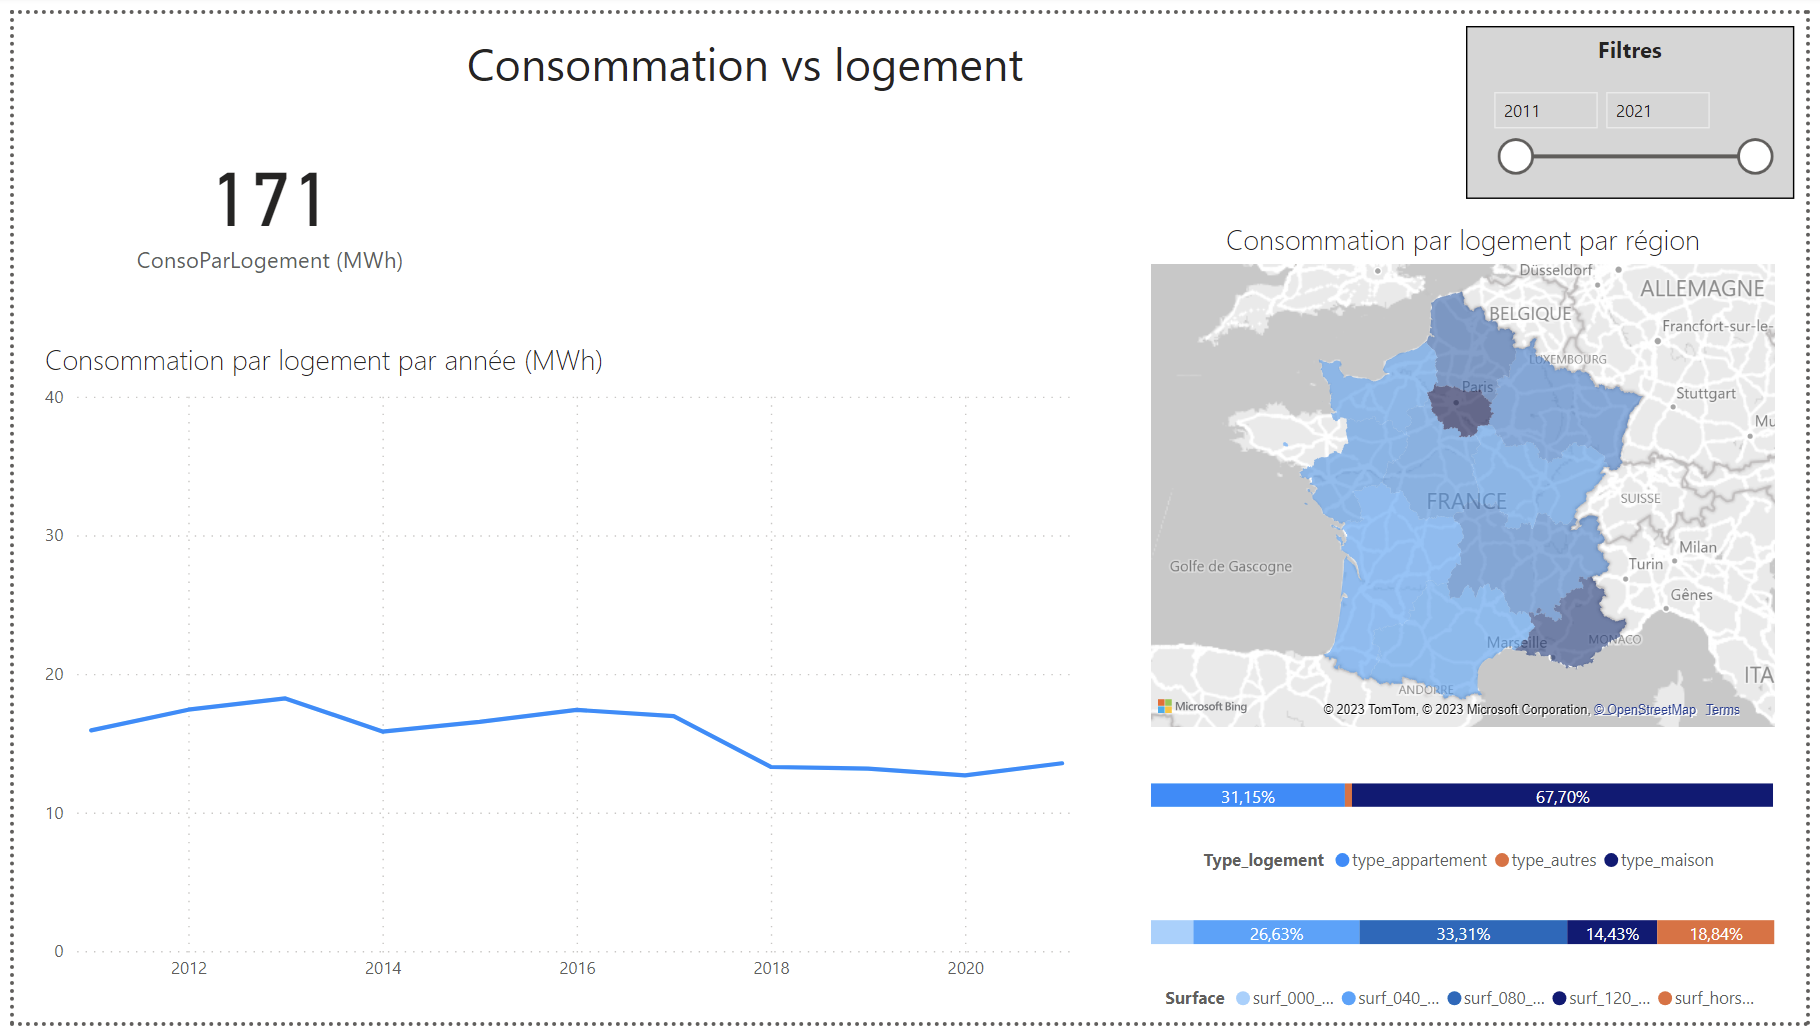 Consommation vs logement
Filtres
2011
2021
171
ConsoParLogement (MWh)
Consommation par logement par année (MWh)
40
30
20
10
0
2012
2014
2016
2018
2020
Consommation par logement par région
Düsseldorf
ALLEMAGNE
BELGIQUE
Francfort-sur-le-
LUXEMBOURG
Paris
Stuttgart
Mu
FRANCE
SUISSE
Milan
Golfe de Gascogne
Turin
Gênes
Marseille
MONACO
ITA
ANDORRE
Microsoft Bing
© 2023 TomTom, © 2023 Microsoft Corporation, © OpenStreetMap Terms
31,15%
67,70%
Type_logement type_appartement type_autres type_maison
26,63%
33,31%
14,43%
18,84%
Surface surf_000_... surf_040_... surf_080_... surf_120_... surf_hors...